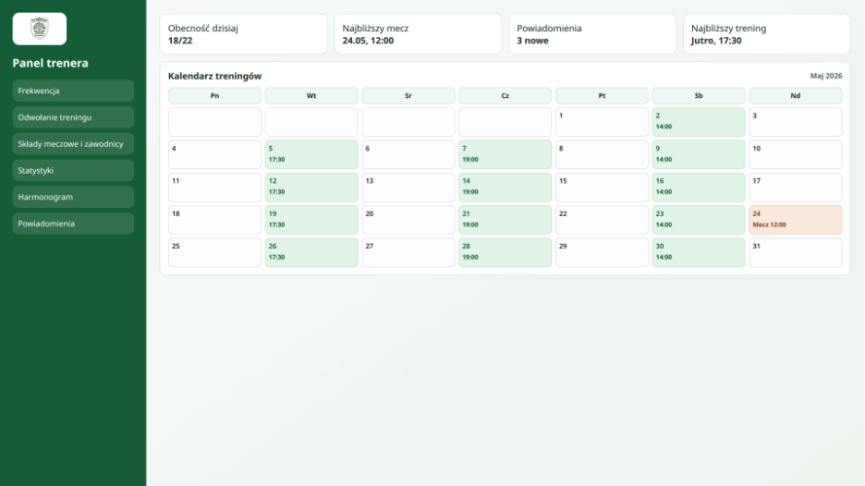 Panel trenera
Frekwencja
Odwołanie treningu
Składy meczowe i zawodnicy
Statystyki
Harmonogram
Powiadomienia
Obecność dzisiaj
18/22
Najbliższy mecz
24.05, 12:00
Powiadomienia
3 nowe
Najbliższy trening
Jutro, 17:30
Kalendarz treningów
Maj 2026
Pn Wt Sr Cz Pt Sb Nd
1 2 3
14:00
4 5 6 7 8 9 10
17:30 19:00 14:00
11 12 13 14 15 16 17
17:30 19:00 14:00
18 19 20 21 22 23 24
17:30 19:00 14:00 Mecz 12:00
25 26 27 28 29 30 31
17:30 19:00 14:00